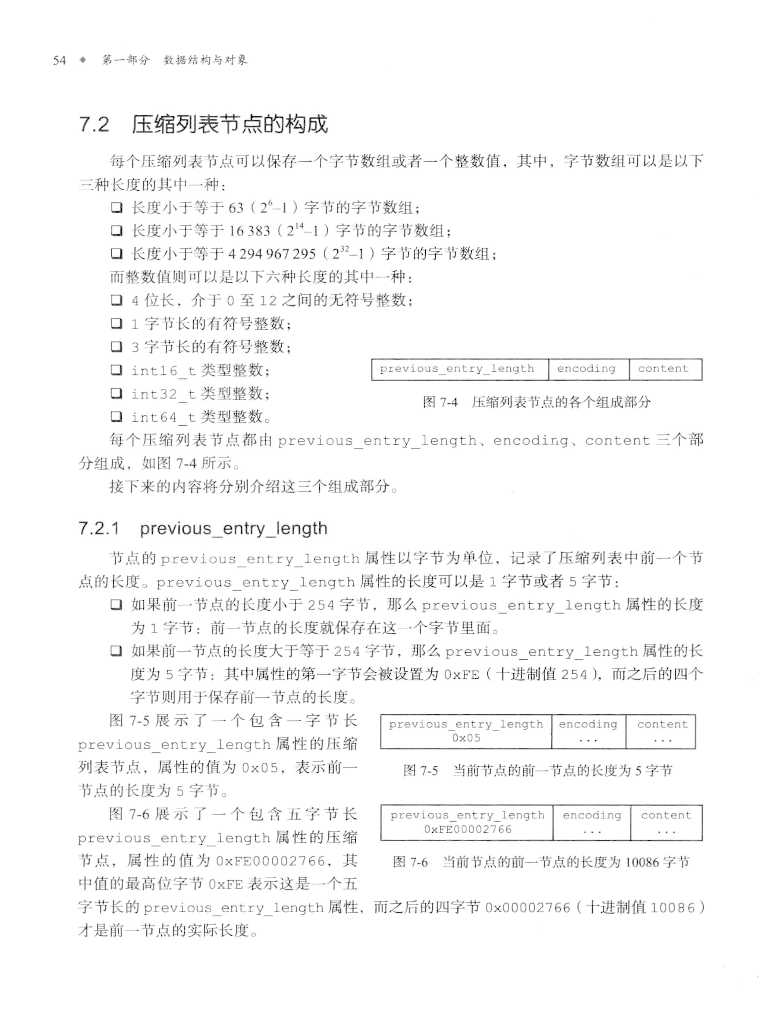 54 ◆ 第一部分 数据结构与对象
7.2 压缩列表节点的构成
每个压缩列表节点可以保存一个字节数组或者一个整数值，其中，字节数组可以是以下
三种长度的其中一种：
❑ 长度小于等于 63（2⁶–1）字节的字节数组；
❑ 长度小于等于 16 383（2¹⁴–1）字节的字节数组；
❑ 长度小于等于 4 294 967 295（2³²–1）字节的字节数组；
而整数值则可以是以下六种长度的其中一种：
❑ 4 位长，介于 0 至 12 之间的无符号整数；
❑ 1 字节长的有符号整数；
❑ 3 字节长的有符号整数；
❑ int16_t 类型整数；
❑ int32_t 类型整数；
❑ int64_t 类型整数。
previous_entry_length encoding content
图 7-4 压缩列表节点的各个组成部分
每个压缩列表节点都由 previous_entry_length、encoding、content 三个部
分组成，如图 7-4 所示。
接下来的内容将分别介绍这三个组成部分。
7.2.1 previous_entry_length
节点的 previous_entry_length 属性以字节为单位，记录了压缩列表中前一个节
点的长度。previous_entry_length 属性的长度可以是 1 字节或者 5 字节：
❑ 如果前一节点的长度小于 254 字节，那么 previous_entry_length 属性的长度
为 1 字节：前一节点的长度就保存在这一个字节里面。
❑ 如果前一节点的长度大于等于 254 字节，那么 previous_entry_length 属性的长
度为 5 字节：其中属性的第一字节会被设置为 0xFE（十进制值 254），而之后的四个
字节则用于保存前一节点的长度。
图 7-5 展示了一个包含一字节长
previous_entry_length 属性的压缩
列表节点，属性的值为 0x05，表示前一
节点的长度为 5 字节。
previous_entry_length encoding content
0x05 ... ...
图 7-5 当前节点的前一节点的长度为 5 字节
图 7-6 展示了一个包含五字节长
previous_entry_length 属性的压缩
节点，属性的值为 0xFE00002766，其
中值的最高位字节 0xFE 表示这是一个五
previous_entry_length encoding content
0xFE00002766 ... ...
图 7-6 当前节点的前一节点的长度为 10086 字节
字节长的 previous_entry_length 属性，而之后的四字节 0x00002766（十进制值 10086）
才是前一节点的实际长度。